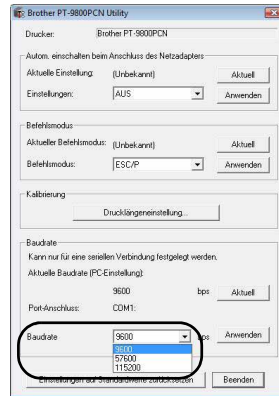 Brother PT-9800PCN Utility
Drucker: Brother PT-9800PCN
Autom. einschalten beim Anschluss des Netzadapters
Aktuelle Einstellung: (Unbekannt) Aktuell
Einstellungen: AUS Anwenden
Befehlsmodus
Aktueller Befehlsmodus: (Unbekannt) Aktuell
Befehlsmodus: ESC/P Anwenden
Kalibrierung
Drucklängeneinstellung...
Baudrate
Kann nur für eine seriellen Verbindung festgelegt werden.
Aktuelle Baudrate (PC-Einstellung):
9600 bps Aktuell
Port-Anschluss: COM1:
Baudrate 9600 bps Anwenden
9600
57600
115200
Einstellungen auf Standardwerte zurücksetzen Beenden